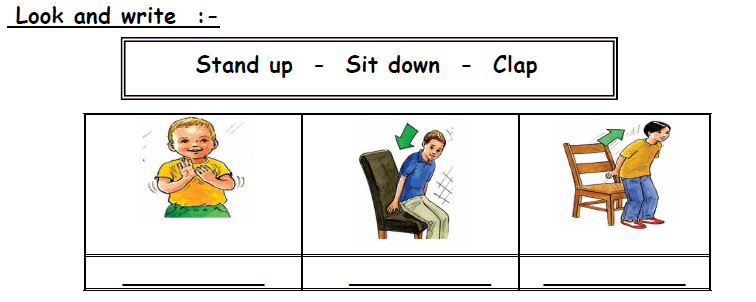 Look and write :-
Stand up - Sit down - Clap